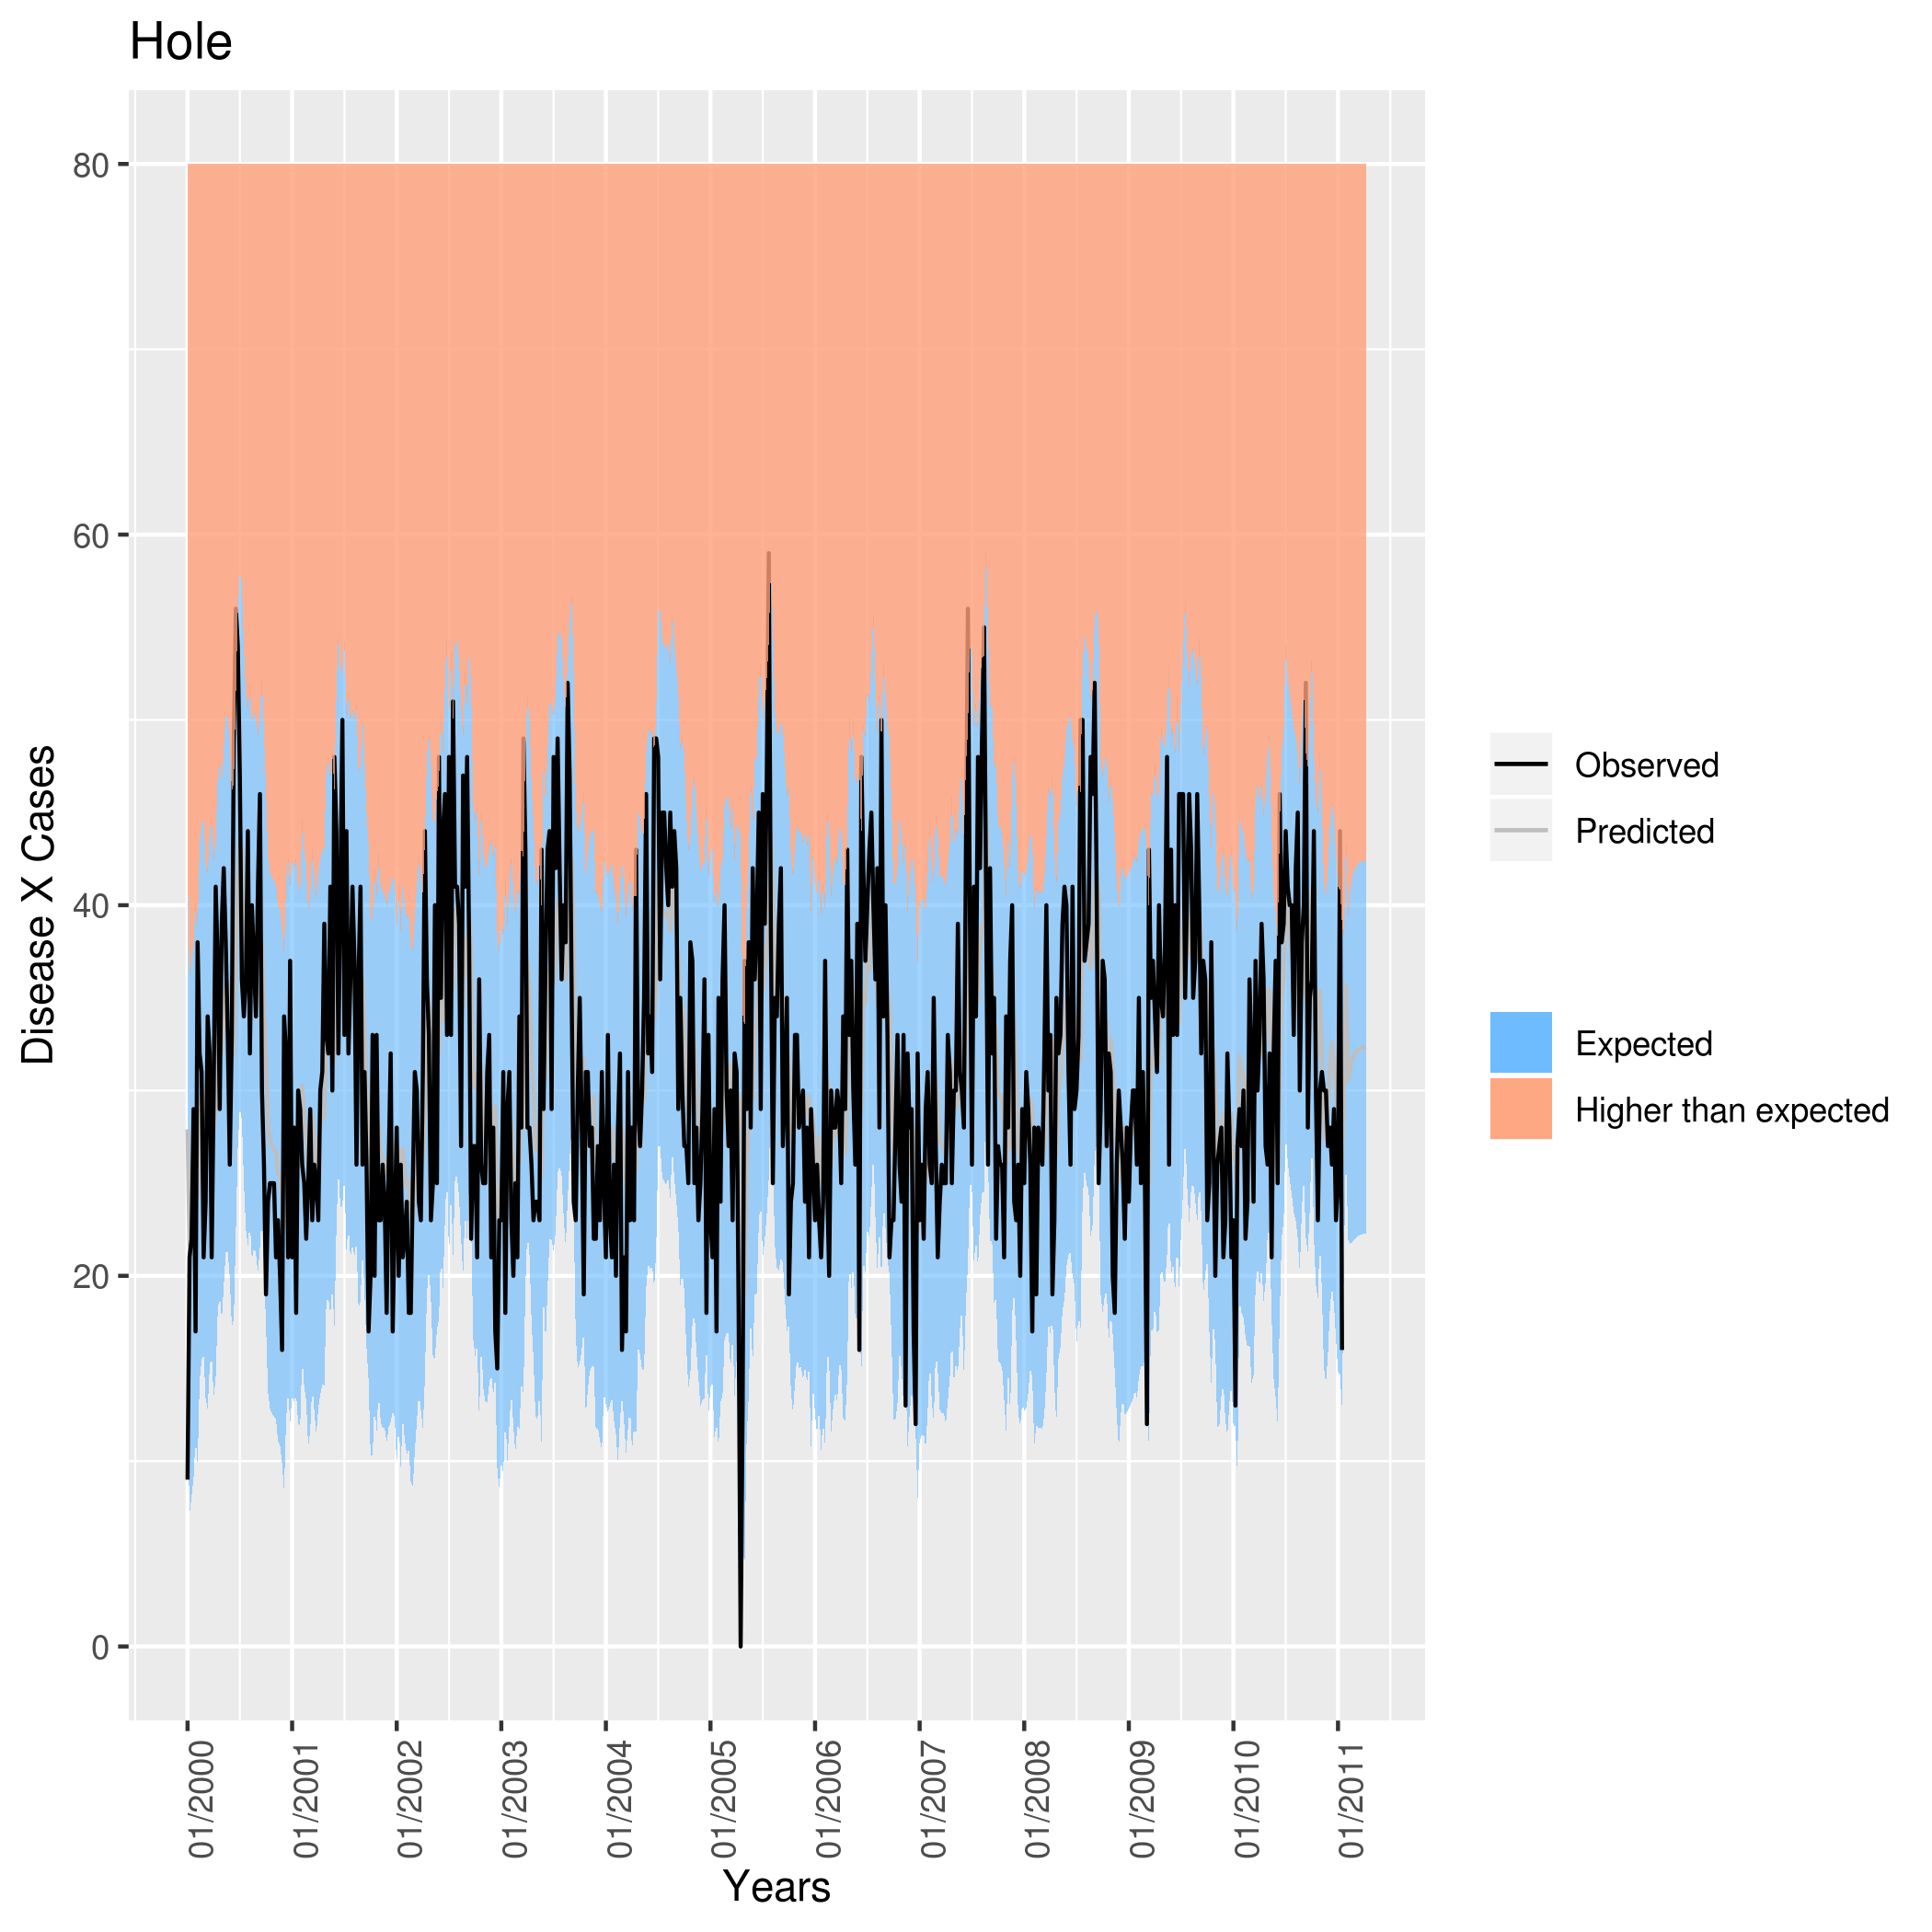 Hole
Disease X Cases
80
60
40
20
0
01/2000
01/2001
01/2002
01/2003
01/2004
01/2005
01/2006
01/2007
01/2008
01/2009
01/2010
01/2011
Years
Observed
Predicted
Expected
Higher than expected